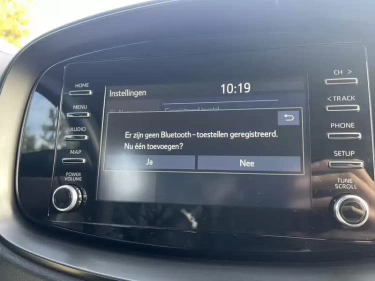 HOME
MENU
AUDIO
MAP
POWER
VOLUME
Instellingen
10:19
Er zijn geen Bluetooth-toestellen geregistreerd.
Nu één toevoegen?
Ja
Nee
CH >
< TRACK
PHONE
SETUP
TUNE
SCROLL